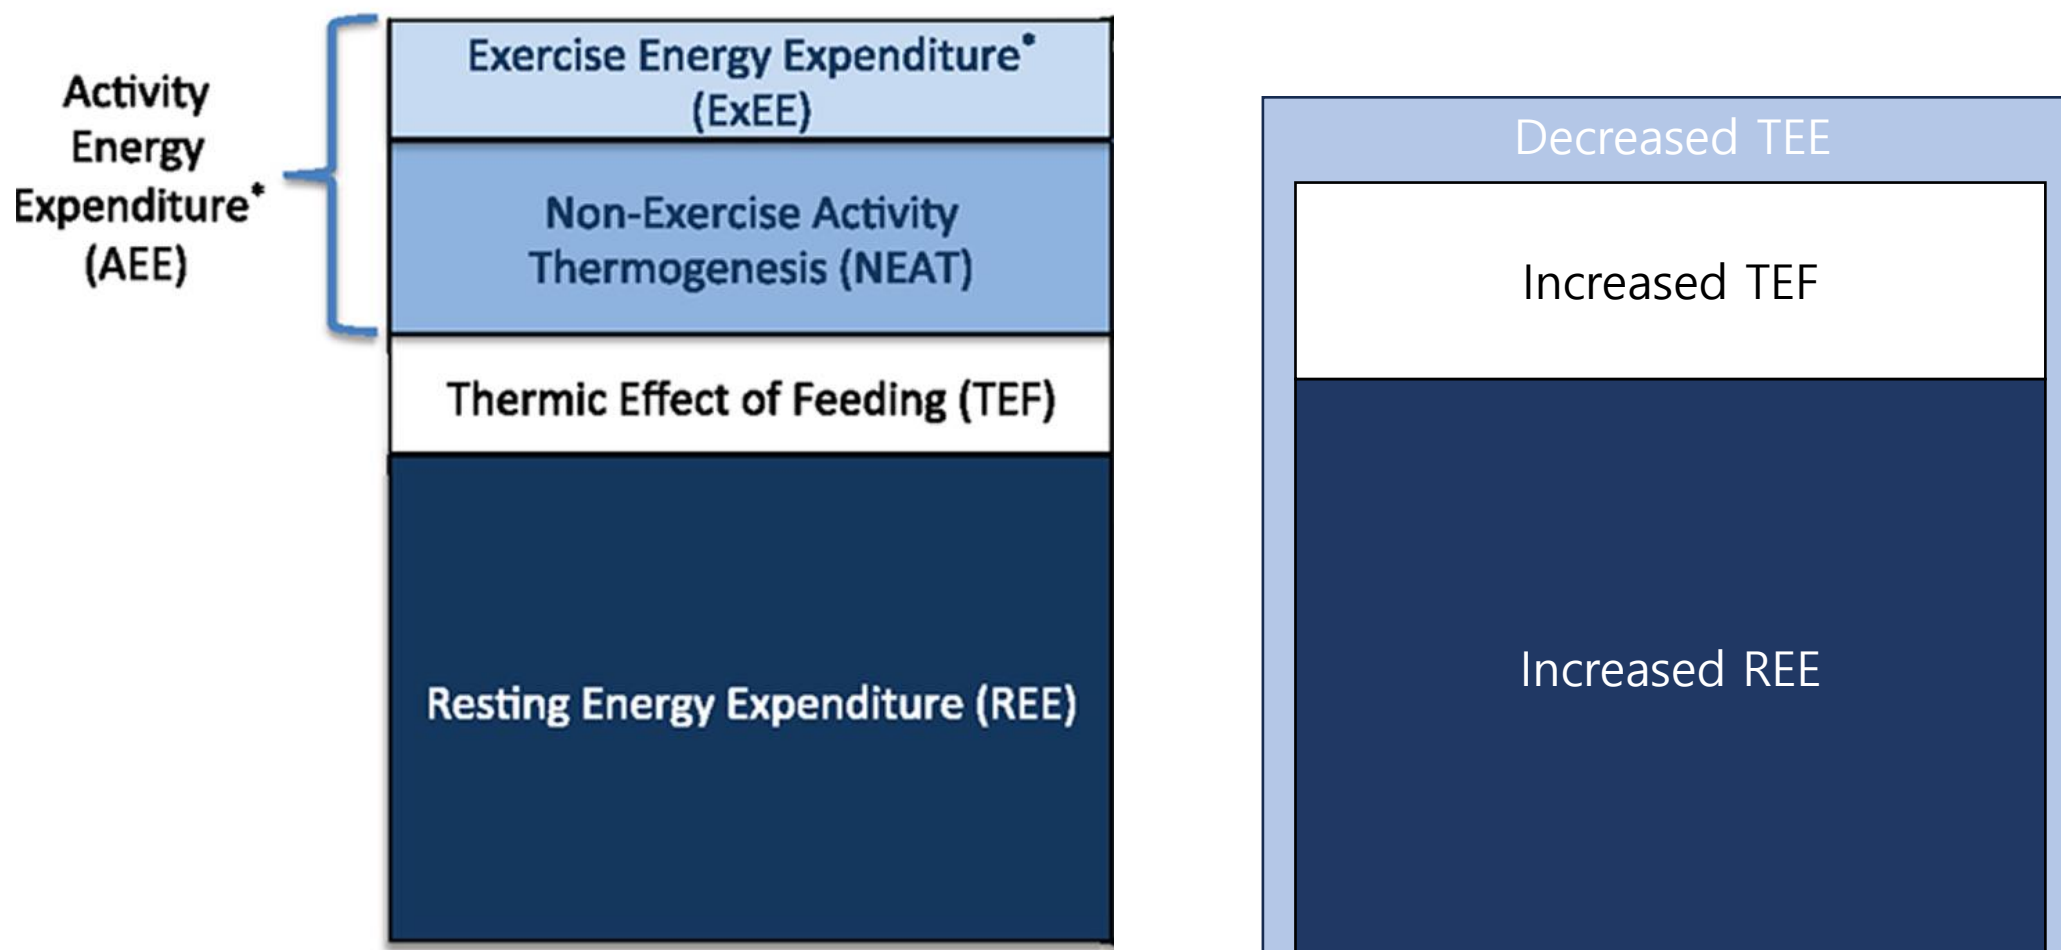 Activity
Energy
Expenditure*
(AEE)
Exercise Energy Expenditure*
(ExEE)
Non-Exercise Activity
Thermogenesis (NEAT)
Thermic Effect of Feeding (TEF)
Resting Energy Expenditure (REE)
Decreased TEE
Increased TEF
Increased REE